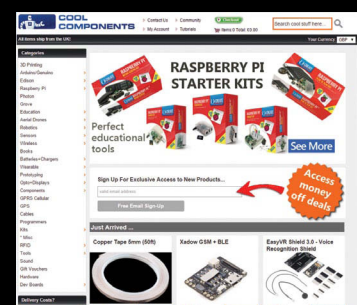 COOL
COMPONENTS
Contact Us
Community
Checkout
My Account
Tutorials
Items 0 Total: £0.00
Search cool stuff here...
All items ship from the UK!
Your Currency: GBP
Categories
3D Printing
Arduino/Genuino
Edison
Raspberry Pi
Photon
Grove
Education
Aerial Drones
Robotics
Sensors
Wireless
Books
Batteries+Chargers
Wearable
Prototyping
Opto+Displays
Components
GPRS Cellular
GPS
Cables
Programmers
Kits
* Misc
RFID
Tools
Sound
Gift Vouchers
Hardware
Dev Boards
Delivery Costs?
RASPBERRY PI
STARTER KITS
Perfect
educational
tools
See More
Sign Up For Exclusive Access to New Products...
valid email address
Free Email Sign-Up
Access
money
off deals
Just Arrived ...
Copper Tape 5mm (50ft)
Xadow GSM + BLE
EasyVR Shield 3.0 - Voice
Recognition Shield